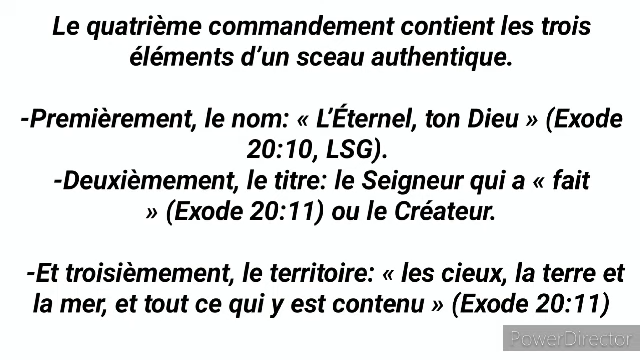 Le quatrième commandement contient les trois
éléments d’un sceau authentique.
-Premièrement, le nom: « L’Éternel, ton Dieu » (Exode
20:10, LSG).
-Deuxièmement, le titre: le Seigneur qui a « fait
» (Exode 20:11) ou le Créateur.
-Et troisièmement, le territoire: « les cieux, la terre et
la mer, et tout ce qui y est contenu » (Exode 20:11)
PowerDirector